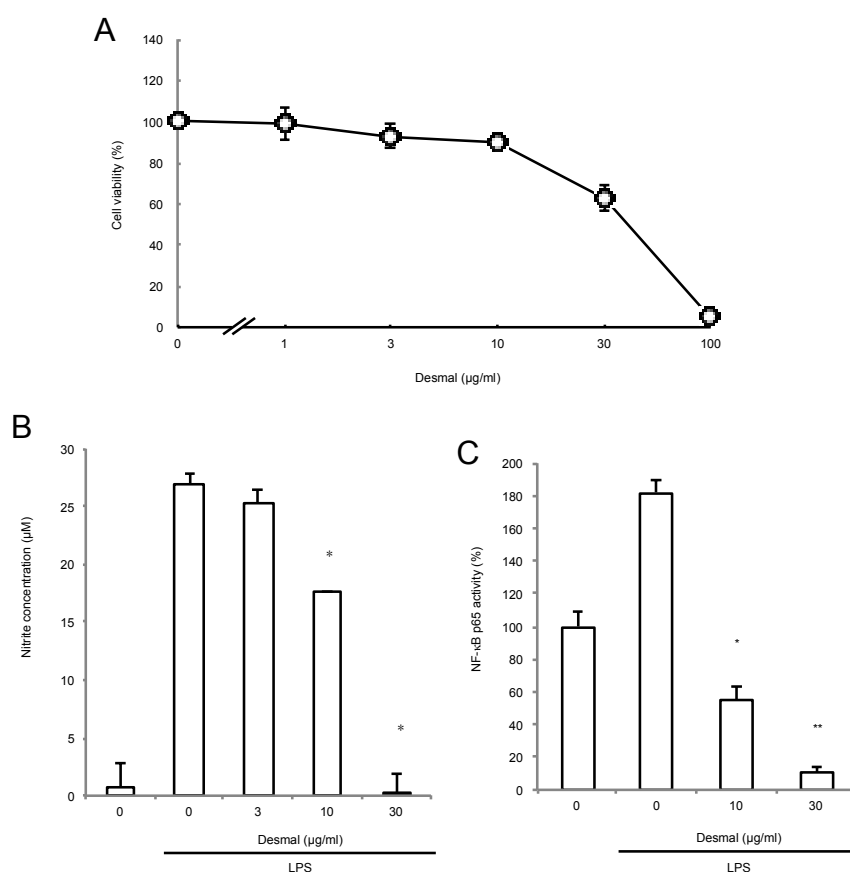 A
140
120
100
80
60
40
20
0
Cell viability (%)
0 1 3 10 30 100
Desmal (µg/ml)
B
30
25
20
15
10
5
0
Nitrite concentration (µM)
*
*
0 0 3 10 30
Desmal (µg/ml)
LPS
C
200
180
160
140
120
100
80
60
40
20
0
NF-κB p65 activity (%)
*
**
0 0 10 30
Desmal (µg/ml)
LPS